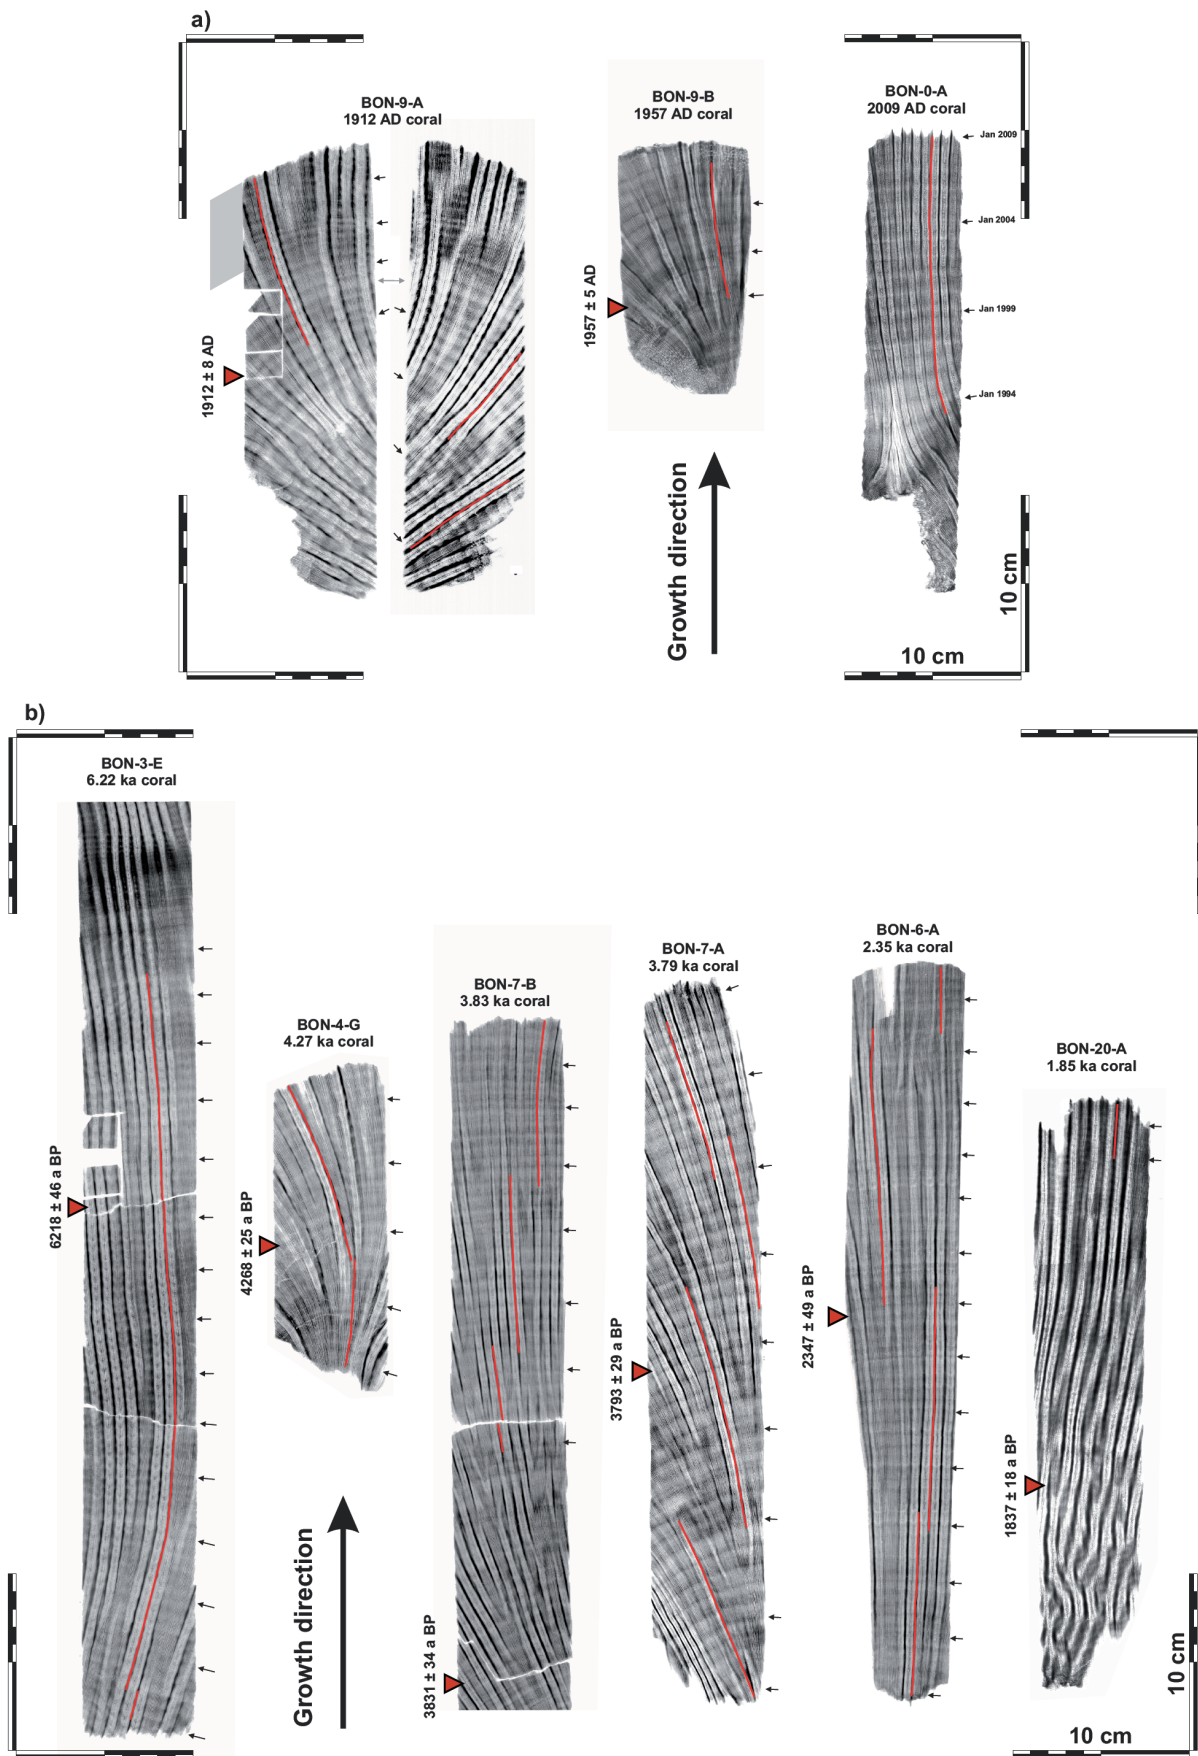 a)
BON-9-A
1912 AD coral
BON-9-B
1957 AD coral
BON-0-A
2009 AD coral
Jan 2009
Jan 2004
Jan 1999
Jan 1994
1912 ± 8 AD
1957 ± 5 AD
Growth direction
10 cm
10 cm
b)
BON-3-E
6.22 ka coral
BON-4-G
4.27 ka coral
BON-7-B
3.83 ka coral
BON-7-A
3.79 ka coral
BON-6-A
2.35 ka coral
BON-20-A
1.85 ka coral
6218 ± 46 a BP
4268 ± 25 a BP
3831 ± 34 a BP
3793 ± 29 a BP
2347 ± 49 a BP
1837 ± 18 a BP
Growth direction
10 cm
10 cm